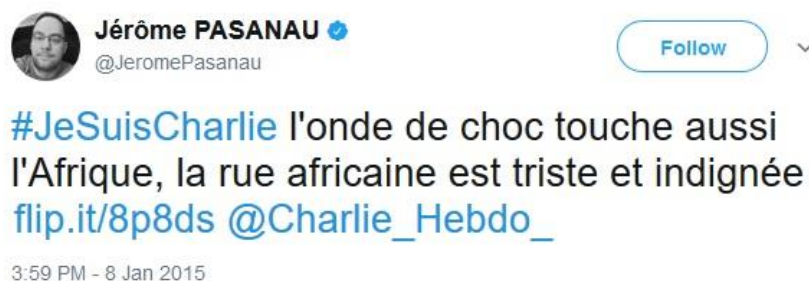 Jérôme PASANAU
@JeromePasanau
Follow
#JeSuisCharlie l'onde de choc touche aussi
l'Afrique, la rue africaine est triste et indignée
flip.it/8p8ds @Charlie_Hebdo_
3:59 PM - 8 Jan 2015